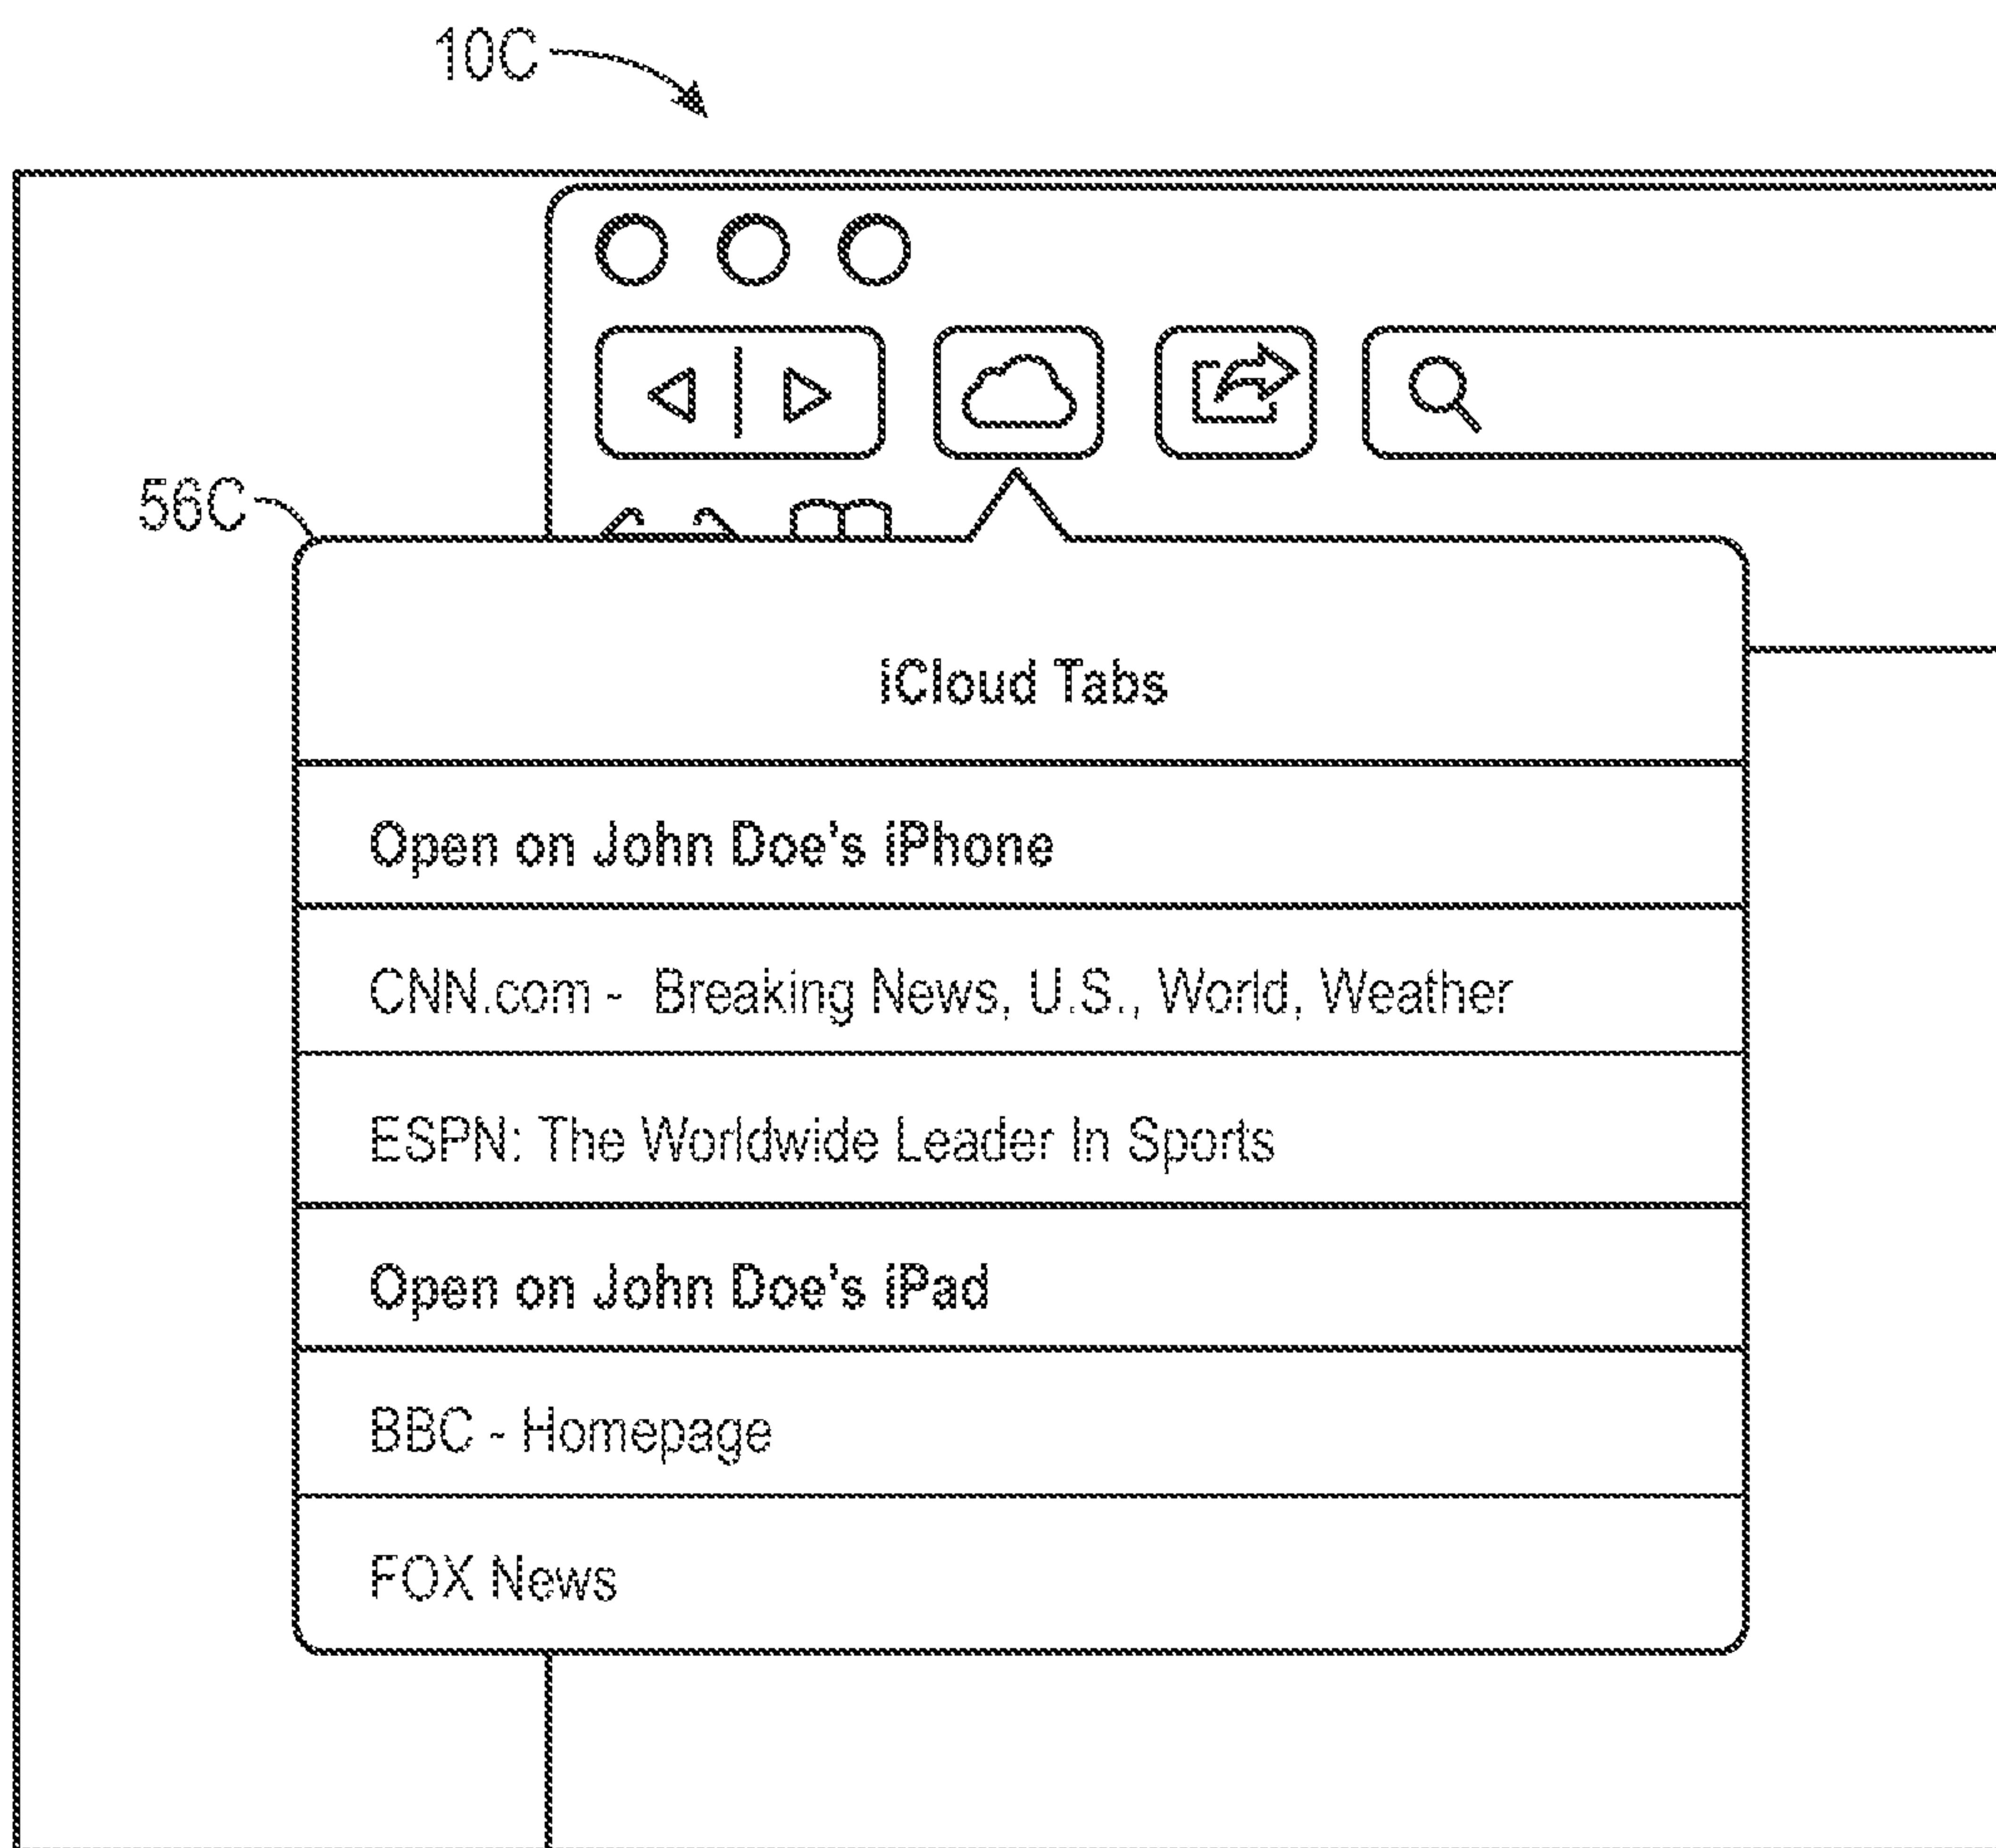 10C
56C
iCloud Tabs
Open on John Doe's iPhone
CNN.com - Breaking News, U.S., World, Weather
ESPN: The Worldwide Leader In Sports
Open on John Doe's iPad
BBC - Homepage
FOX News